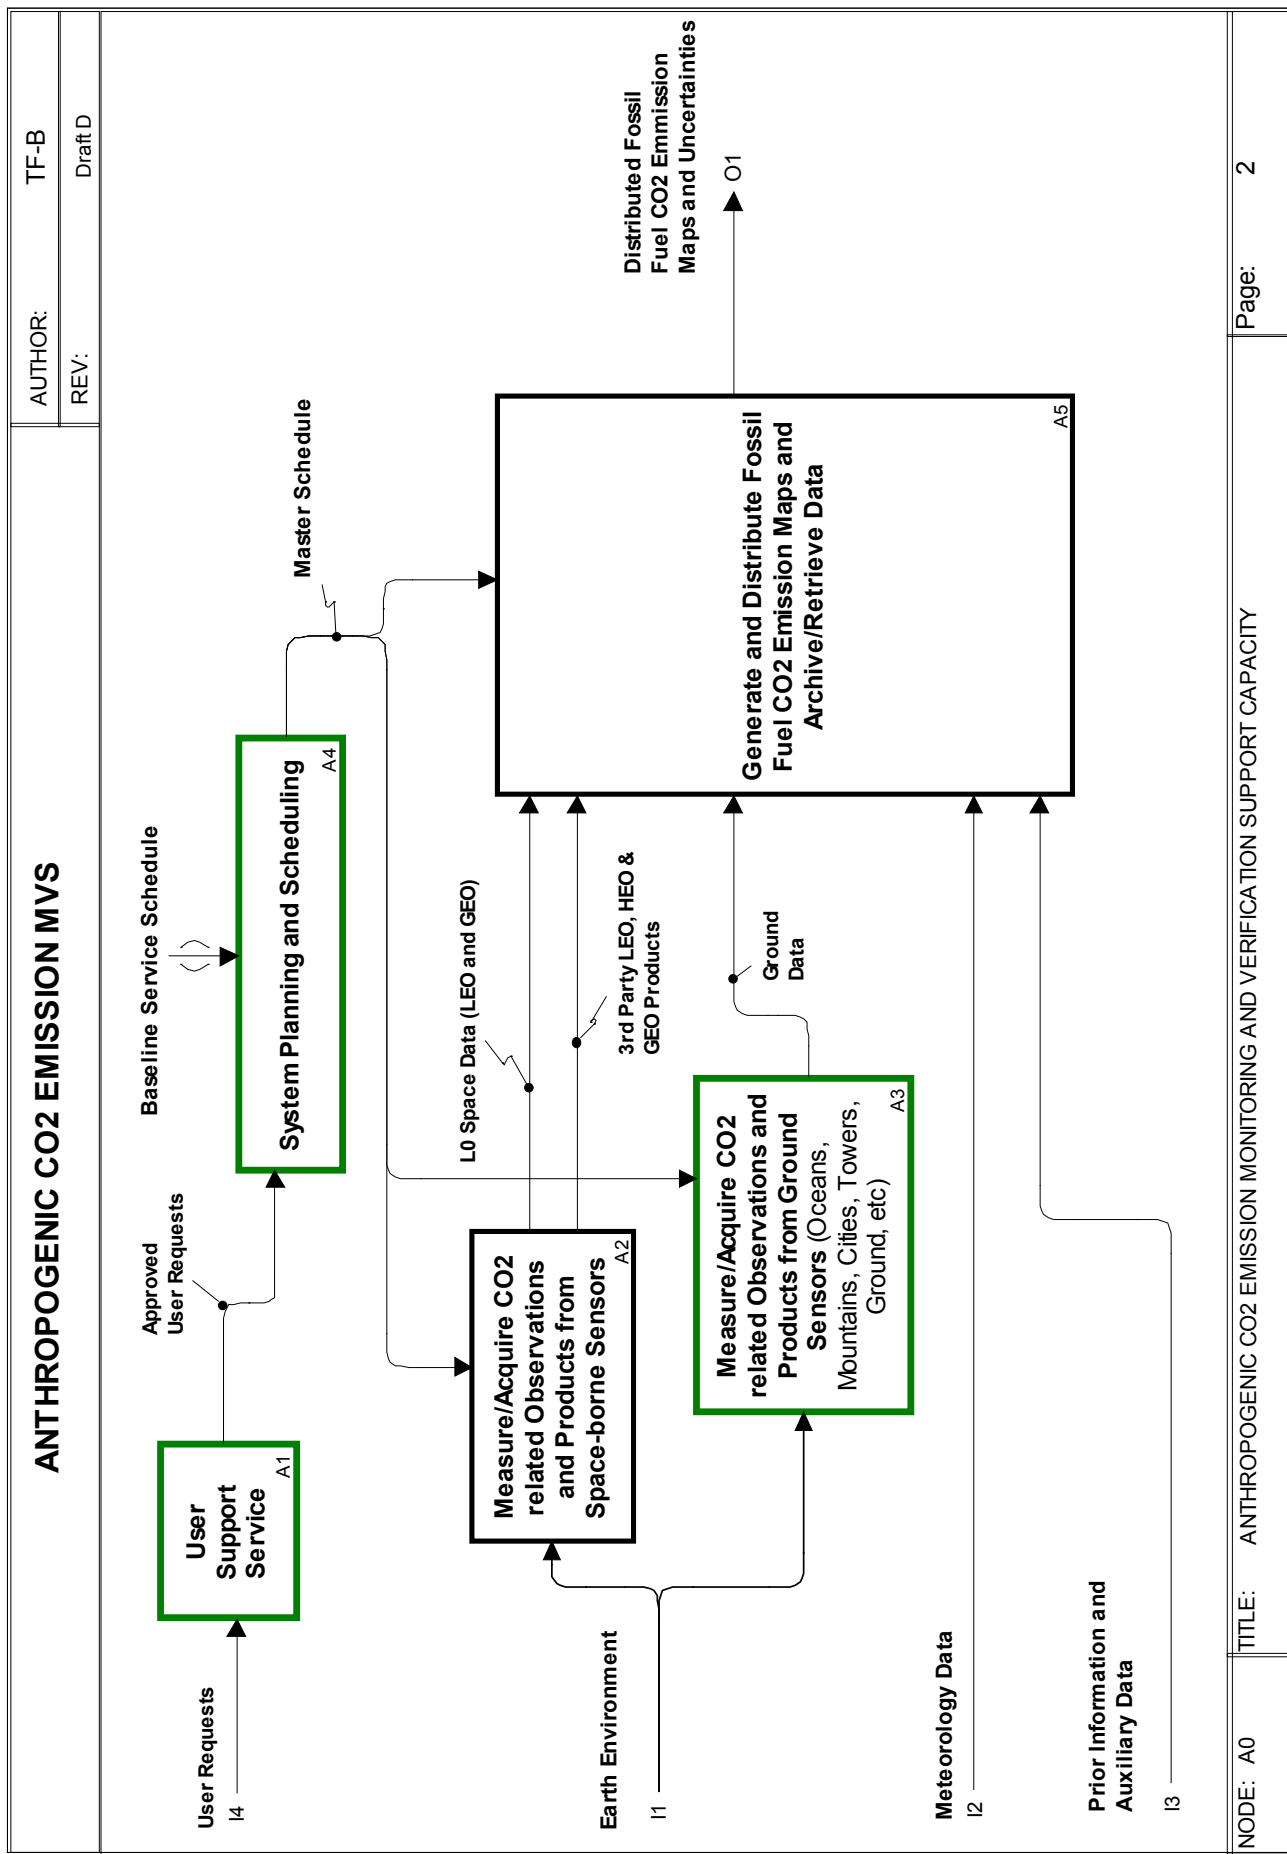 ANTHROPOGENIC CO2 EMISSION MVS
AUTHOR: TF-B
REV: Draft D
User Requests
I4
User
Support
Service
A1
Approved
User Requests
Baseline Service Schedule
System Planning and Scheduling
A4
Master Schedule
Earth Environment
I1
Measure/Acquire CO2
related Observations
and Products from
Space-borne Sensors
A2
L0 Space Data (LEO and GEO)
3rd Party LEO, HEO &
GEO Products
Measure/Acquire CO2
related Observations and
Products from Ground
Sensors (Oceans,
Mountains, Cities, Towers,
Ground, etc)
A3
Ground
Data
Generate and Distribute Fossil
Fuel CO2 Emission Maps and
Archive/Retrieve Data
A5
Distributed Fossil
Fuel CO2 Emmission
Maps and Uncertainties
O1
Meteorology Data
I2
Prior Information and
Auxiliary Data
I3
NODE: A0
TITLE: ANTHROPOGENIC CO2 EMISSION MONITORING AND VERIFICATION SUPPORT CAPACITY
Page: 2